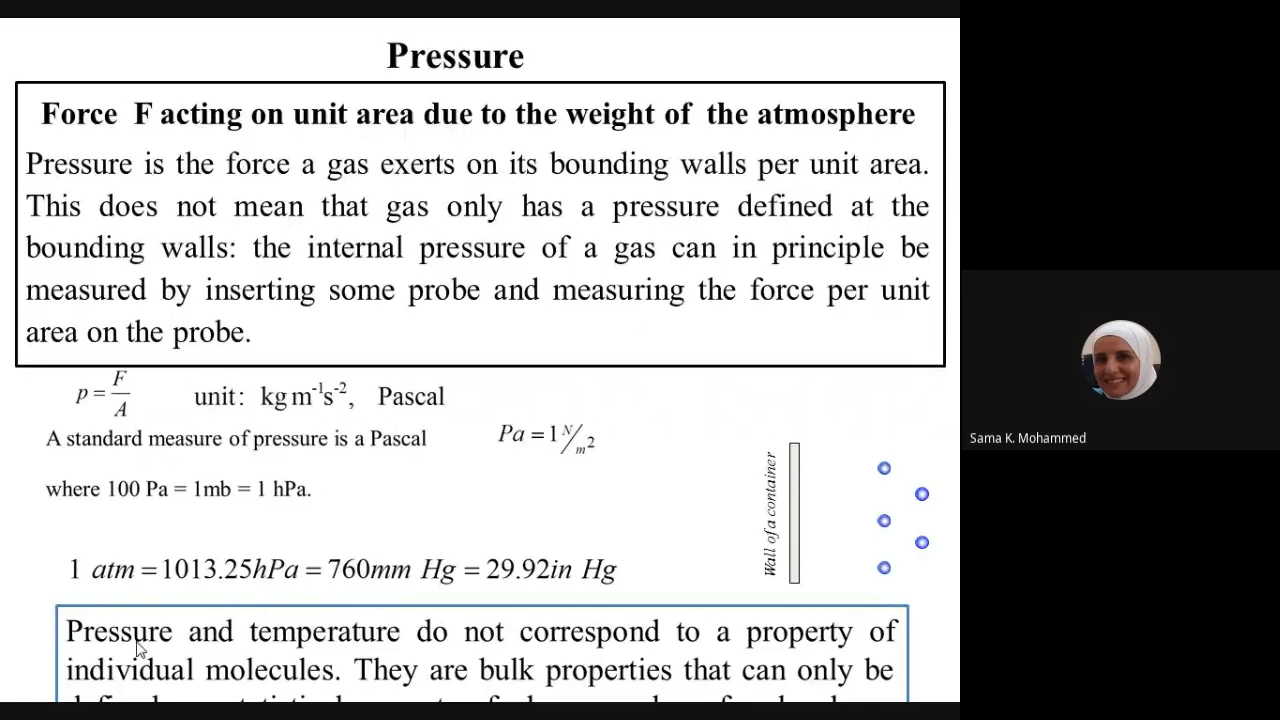 Pressure
Force F acting on unit area due to the weight of the atmosphere
Pressure is the force a gas exerts on its bounding walls per unit area.
This does not mean that gas only has a pressure defined at the
bounding walls: the internal pressure of a gas can in principle be
measured by inserting some probe and measuring the force per unit
area on the probe.
p = F/A unit: kg m⁻¹s⁻², Pascal
A standard measure of pressure is a Pascal Pa = 1 N/m²
where 100 Pa = 1mb = 1 hPa.
Wall of a container
1 atm = 1013.25hPa = 760mm Hg = 29.92in Hg
Pressure and temperature do not correspond to a property of
individual molecules. They are bulk properties that can only be
Sama K. Mohammed